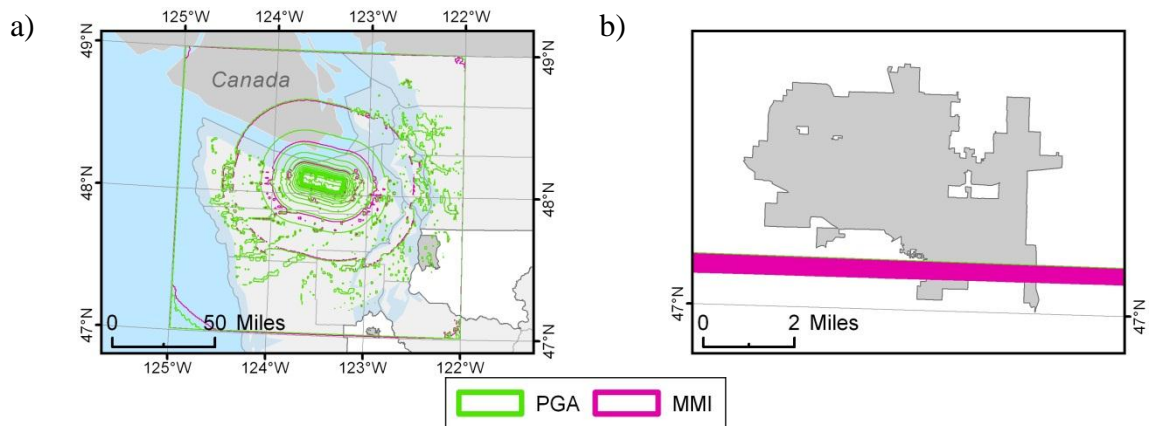 a)
125°W 124°W 123°W 122°W
49°N 49°N
Canada
48°N 48°N
47°N 47°N
0 50 Miles
125°W 124°W 123°W 122°W
b)
47°N 47°N
0 2 Miles
PGA MMI